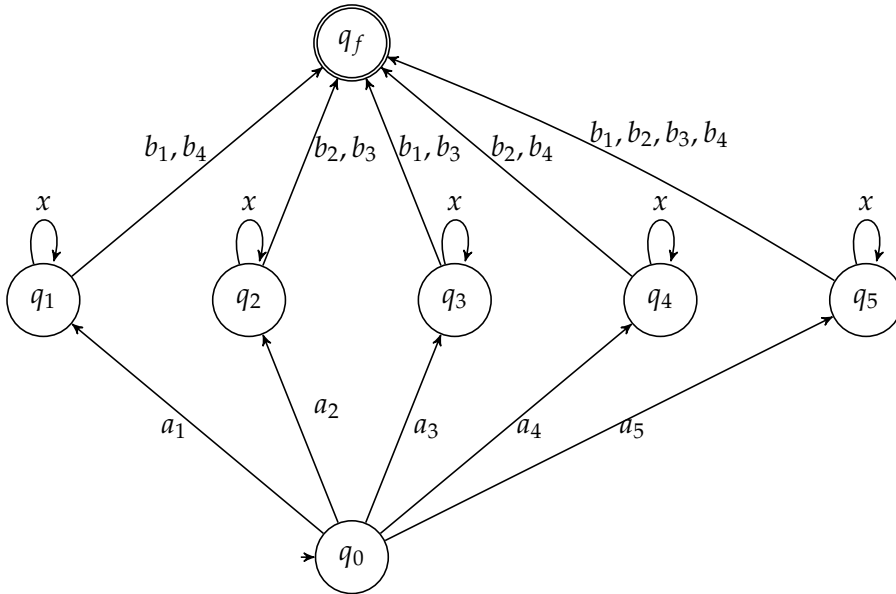 q_f
b_1, b_4
b_2, b_3
b_1, b_3
b_2, b_4
b_1, b_2, b_3, b_4
x
x
x
x
x
q_1
q_2
q_3
q_4
q_5
a_1
a_2
a_3
a_4
a_5
q_0